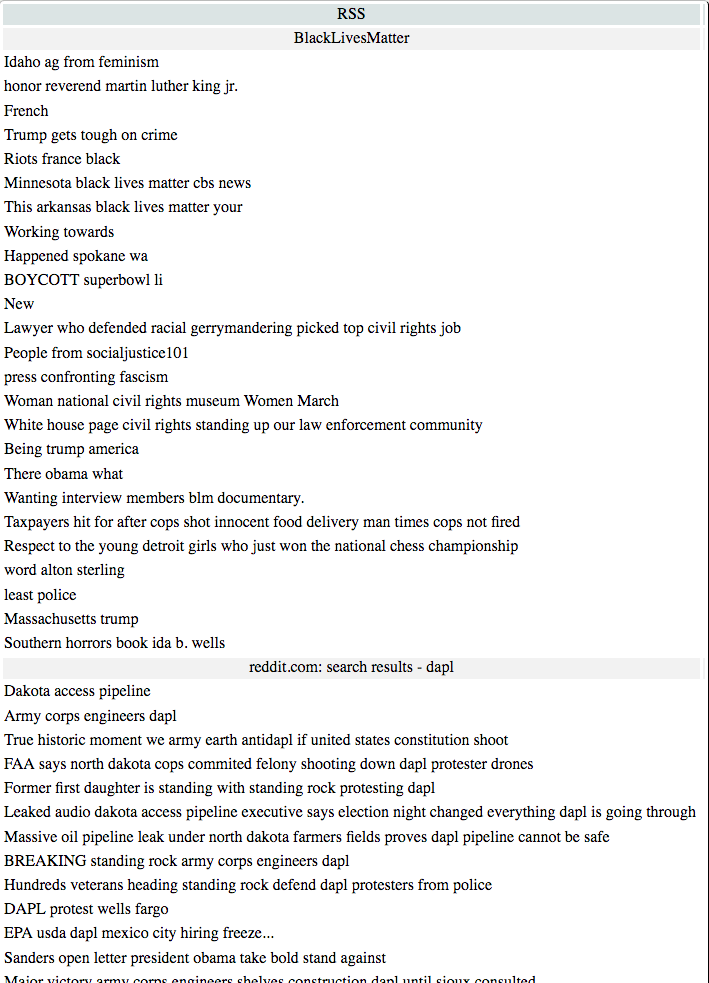 RSS
BlackLivesMatter
Idaho ag from feminism
honor reverend martin luther king jr.
French
Trump gets tough on crime
Riots france black
Minnesota black lives matter cbs news
This arkansas black lives matter your
Working towards
Happened spokane wa
BOYCOTT superbowl li
New
Lawyer who defended racial gerrymandering picked top civil rights job
People from socialjustice101
press confronting fascism
Woman national civil rights museum Women March
White house page civil rights standing up our law enforcement community
Being trump america
There obama what
Wanting interview members blm documentary.
Taxpayers hit for after cops shot innocent food delivery man times cops not fired
Respect to the young detroit girls who just won the national chess championship
word alton sterling
least police
Massachusetts trump
Southern horrors book ida b. wells
reddit.com: search results - dapl
Dakota access pipeline
Army corps engineers dapl
True historic moment we army earth antidapl if united states constitution shoot
FAA says north dakota cops commited felony shooting down dapl protester drones
Former first daughter is standing with standing rock protesting dapl
Leaked audio dakota access pipeline executive says election night changed everything dapl is going through
Massive oil pipeline leak under north dakota farmers fields proves dapl pipeline cannot be safe
BREAKING standing rock army corps engineers dapl
Hundreds veterans heading standing rock defend dapl protesters from police
DAPL protest wells fargo
EPA usda dapl mexico city hiring freeze...
Sanders open letter president obama take bold stand against
Major victory army corps engineers shelves construction dapl until sioux consulted